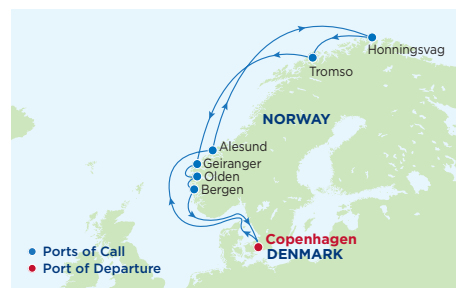 Honningsvag
Tromso
NORWAY
Alesund
Geiranger
Olden
Bergen
Copenhagen
DENMARK
Ports of Call
Port of Departure